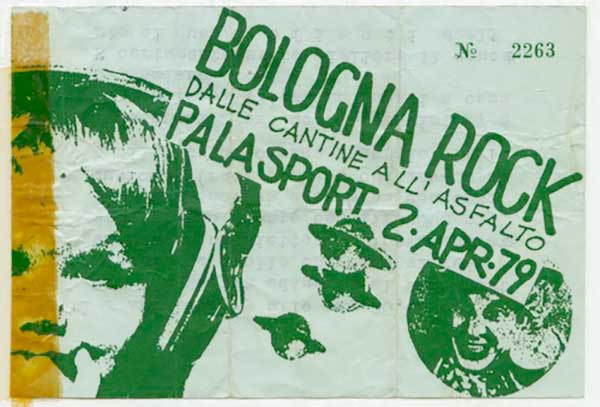 Nº 2263
BOLOGNA ROCK
DALLE CANTINE ALL'ASFALTO
PALASPORT 2·APR·79